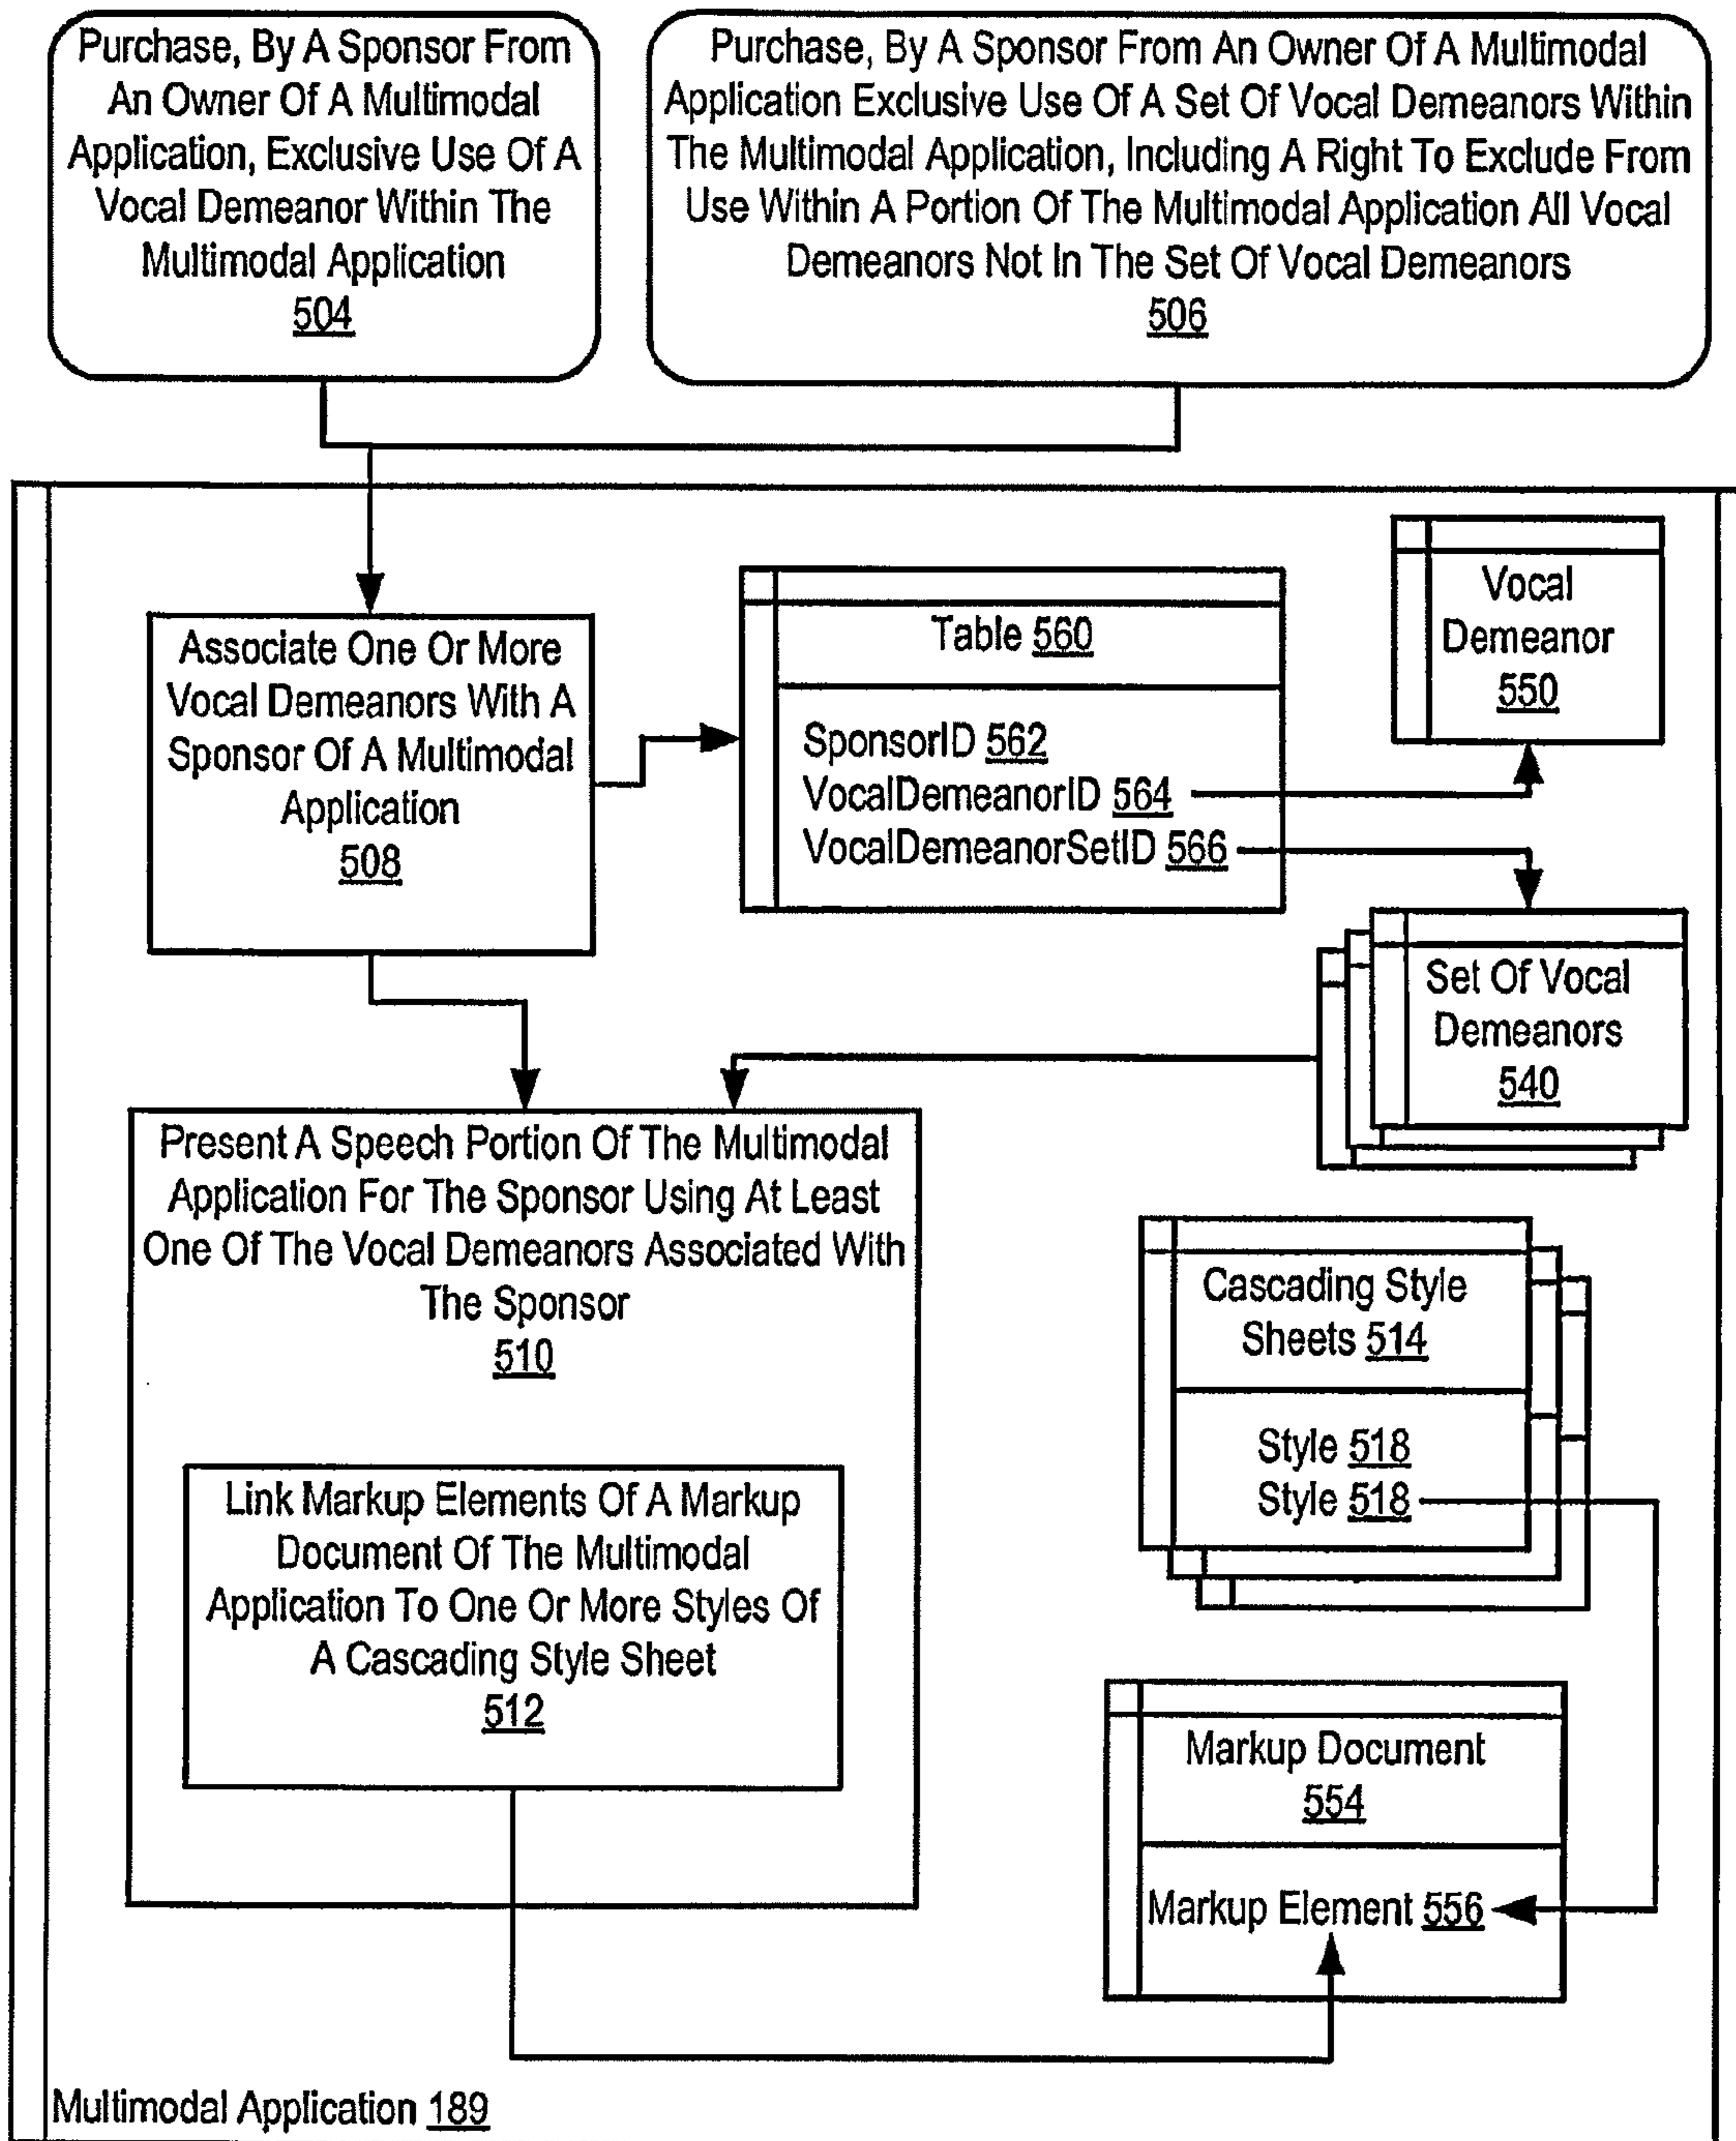 Purchase, By A Sponsor From
An Owner Of A Multimodal
Application, Exclusive Use Of A
Vocal Demeanor Within The
Multimodal Application
504
Purchase, By A Sponsor From An Owner Of A Multimodal
Application Exclusive Use Of A Set Of Vocal Demeanors Within
The Multimodal Application, Including A Right To Exclude From
Use Within A Portion Of The Multimodal Application All Vocal
Demeanors Not In The Set Of Vocal Demeanors
506
Associate One Or More
Vocal Demeanors With A
Sponsor Of A Multimodal
Application
508
Table 560
SponsorID 562
VocalDemeanorID 564
VocalDemeanorSetID 566
Vocal
Demeanor
550
Set Of Vocal
Demeanors
540
Present A Speech Portion Of The Multimodal
Application For The Sponsor Using At Least
One Of The Vocal Demeanors Associated With
The Sponsor
510
Link Markup Elements Of A Markup
Document Of The Multimodal
Application To One Or More Styles Of
A Cascading Style Sheet
512
Cascading Style
Sheets 514
Style 518
Style 518
Markup Document
554
Markup Element 556
Multimodal Application 189